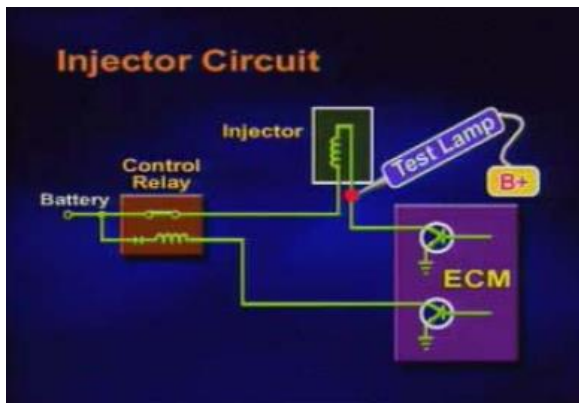 Injector Circuit
Injector
Test Lamp
B+
Control
Relay
Battery
ECM